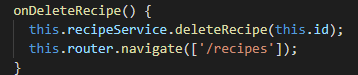 onDeleteRecipe() {
this.recipeService.deleteRecipe(this.id);
this.router.navigate(['/recipes']);
}